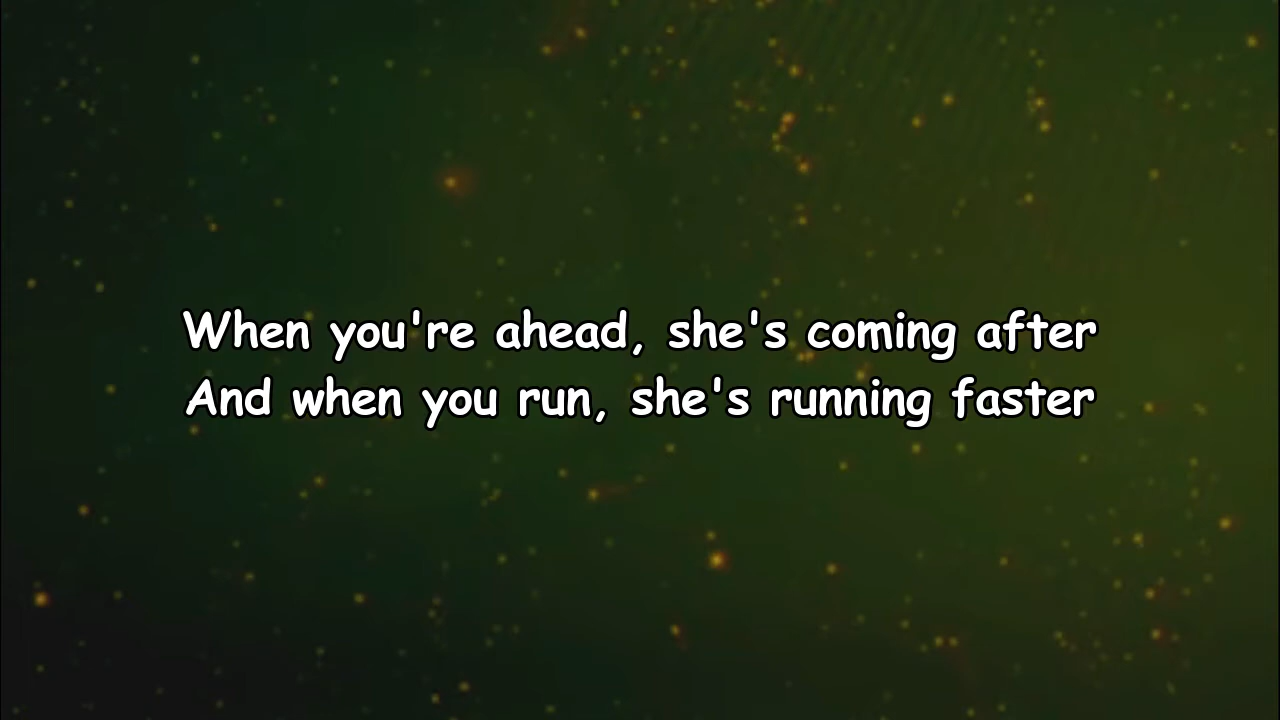 When you're ahead, she's coming after
And when you run, she's running faster